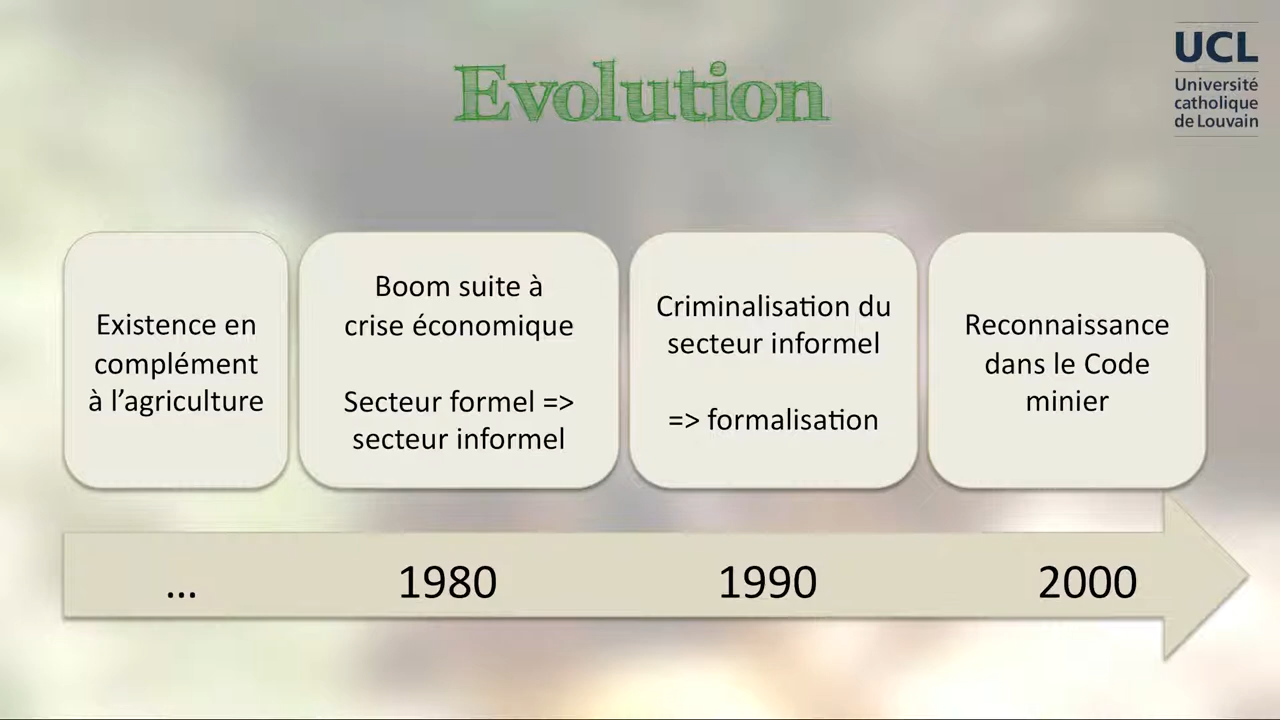 Evolution
UCL
Université
catholique
de Louvain
Existence en
complément
à l’agriculture
Boom suite à
crise économique
Secteur formel =>
secteur informel
Criminalisation du
secteur informel
=> formalisation
Reconnaissance
dans le Code
minier
... 1980 1990 2000